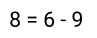 8 = 6 - 9